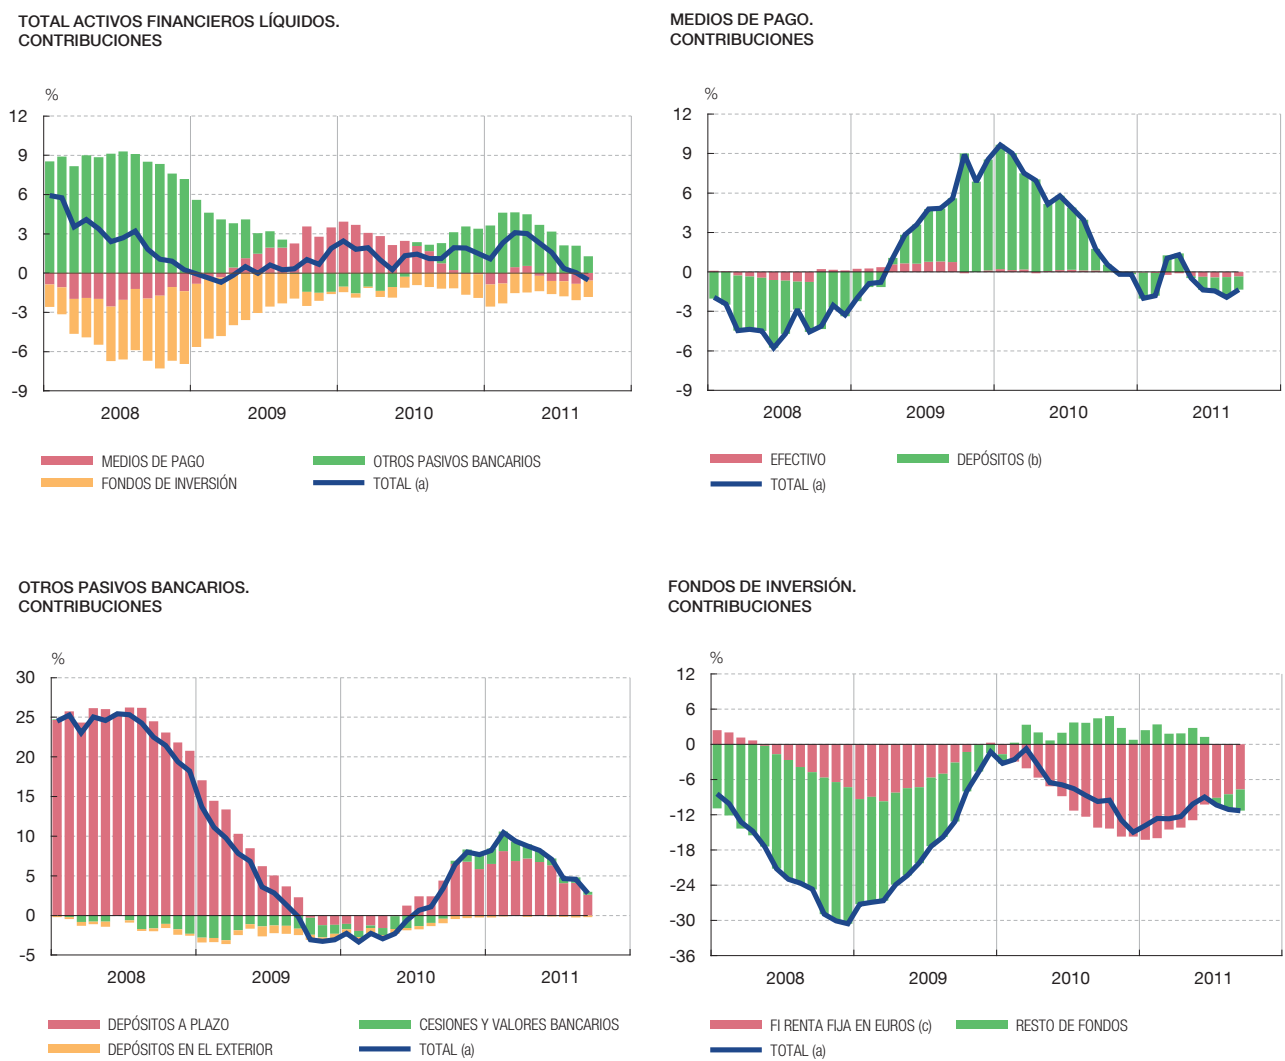 TOTAL ACTIVOS FINANCIEROS LÍQUIDOS.
CONTRIBUCIONES
%
12
9
6
3
0
-3
-6
-9
2008
2009
2010
2011
MEDIOS DE PAGO
OTROS PASIVOS BANCARIOS
FONDOS DE INVERSIÓN
TOTAL (a)
MEDIOS DE PAGO.
CONTRIBUCIONES
%
12
9
6
3
0
-3
-6
-9
2008
2009
2010
2011
EFECTIVO
DEPÓSITOS (b)
TOTAL (a)
OTROS PASIVOS BANCARIOS.
CONTRIBUCIONES
%
30
25
20
15
10
5
0
-5
2008
2009
2010
2011
DEPÓSITOS A PLAZO
CESIONES Y VALORES BANCARIOS
DEPÓSITOS EN EL EXTERIOR
TOTAL (a)
FONDOS DE INVERSIÓN.
CONTRIBUCIONES
%
12
6
0
-6
-12
-18
-24
-30
-36
2008
2009
2010
2011
FI RENTA FIJA EN EUROS (c)
RESTO DE FONDOS
TOTAL (a)